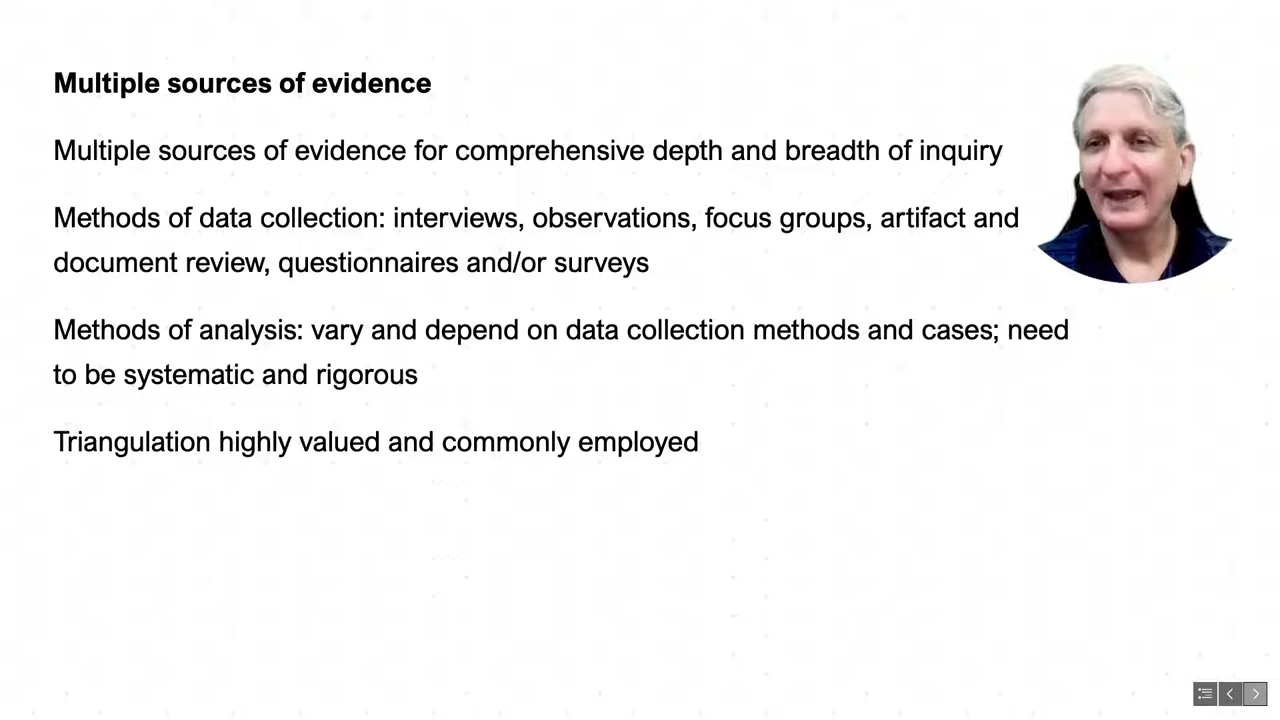 Multiple sources of evidence
Multiple sources of evidence for comprehensive depth and breadth of inquiry
Methods of data collection: interviews, observations, focus groups, artifact and
document review, questionnaires and/or surveys
Methods of analysis: vary and depend on data collection methods and cases; need
to be systematic and rigorous
Triangulation highly valued and commonly employed